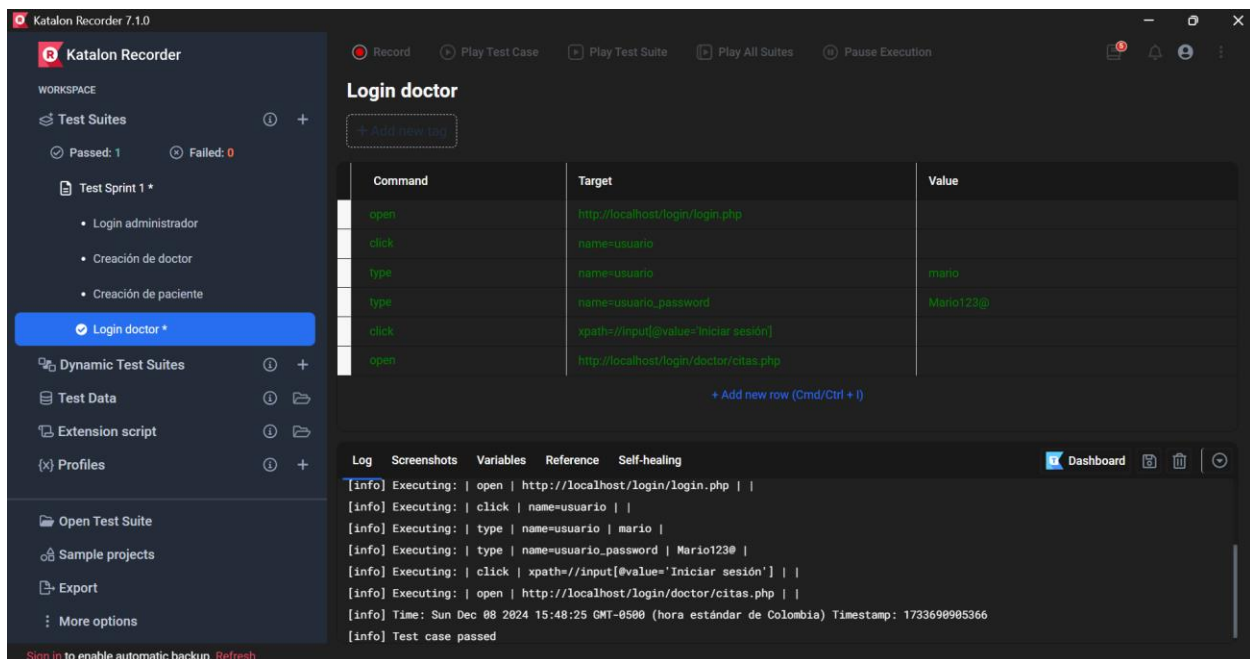 Katalon Recorder 7.1.0
Katalon Recorder
WORKSPACE
Test Suites
Passed: 1 Failed: 0
Test Sprint 1 *
Login administrador
Creación de doctor
Creación de paciente
Login doctor *
Dynamic Test Suites
Test Data
Extension script
{x} Profiles
Open Test Suite
Sample projects
Export
More options
Sign in to enable automatic backup. Refresh
Record Play Test Case Play Test Suite Play All Suites Pause Execution
Login doctor
+ Add new tag
Command Target Value
open http://localhost/login/login.php
click name=usuario
type name=usuario mario
type name=usuario_password Mario123@
click xpath=//input[@value='Iniciar sesión']
open http://localhost/login/doctor/citas.php
+ Add new row (Cmd/Ctrl + I)
Log Screenshots Variables Reference Self-healing Dashboard
[info] Executing: | open | http://localhost/login/login.php | |
[info] Executing: | click | name=usuario | |
[info] Executing: | type | name=usuario | mario |
[info] Executing: | type | name=usuario_password | Mario123@ |
[info] Executing: | click | xpath=//input[@value='Iniciar sesión'] | |
[info] Executing: | open | http://localhost/login/doctor/citas.php | |
[info] Time: Sun Dec 08 2024 15:48:25 GMT-0500 (hora estándar de Colombia) Timestamp: 1733690905366
[info] Test case passed